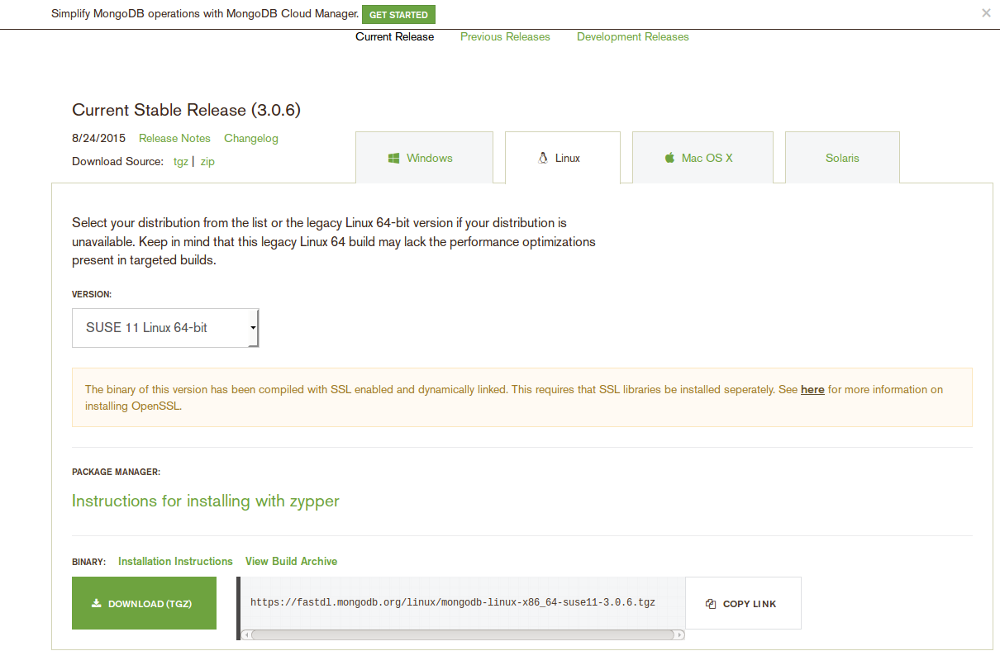 Simplify MongoDB operations with MongoDB Cloud Manager. GET STARTED ×
Current Release Previous Releases Development Releases
Current Stable Release (3.0.6)
8/24/2015 Release Notes Changelog
Download Source: tgz | zip
Windows Linux Mac OS X Solaris
Select your distribution from the list or the legacy Linux 64-bit version if your distribution is
unavailable. Keep in mind that this legacy Linux 64 build may lack the performance optimizations
present in targeted builds.
VERSION:
SUSE 11 Linux 64-bit
The binary of this version has been compiled with SSL enabled and dynamically linked. This requires that SSL libraries be installed seperately. See here for more information on
installing OpenSSL.
PACKAGE MANAGER:
Instructions for installing with zypper
BINARY: Installation Instructions View Build Archive
DOWNLOAD (TGZ) https://fastdl.mongodb.org/linux/mongodb-linux-x86_64-suse11-3.0.6.tgz COPY LINK